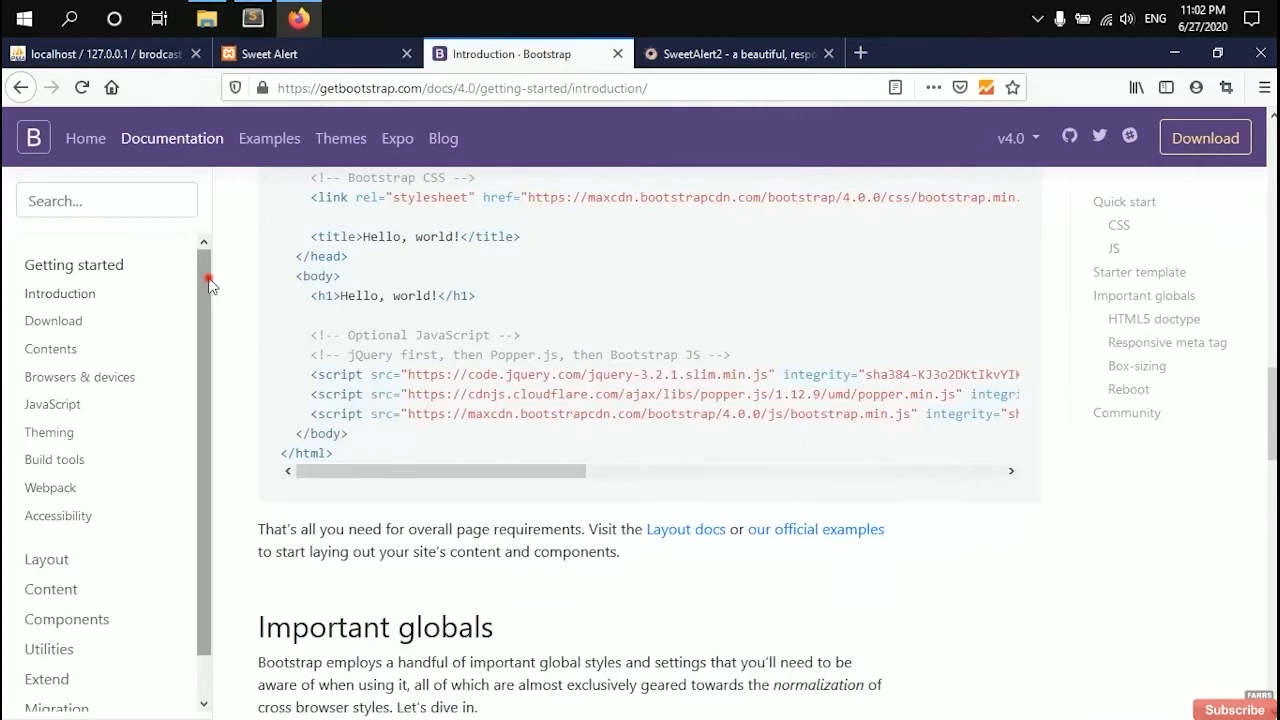 11:02 PM
ENG
6/27/2020
localhost / 127.0.0.1 / brodcast
Sweet Alert
Introduction · Bootstrap
SweetAlert2 - a beautiful, respo
https://getbootstrap.com/docs/4.0/getting-started/introduction/
B Home Documentation Examples Themes Expo Blog v4.0 Download
Search...
Getting started
Introduction
Download
Contents
Browsers & devices
JavaScript
Theming
Build tools
Webpack
Accessibility
Layout
Content
Components
Utilities
Extend
Migration
<!-- Bootstrap CSS -->
<link rel="stylesheet" href="https://maxcdn.bootstrapcdn.com/bootstrap/4.0.0/css/bootstrap.min.
<title>Hello, world!</title>
</head>
<body>
<h1>Hello, world!</h1>
<!-- Optional JavaScript -->
<!-- jQuery first, then Popper.js, then Bootstrap JS -->
<script src="https://code.jquery.com/jquery-3.2.1.slim.min.js" integrity="sha384-KJ3o2DKtIkvYIK
<script src="https://cdnjs.cloudflare.com/ajax/libs/popper.js/1.12.9/umd/popper.min.js" integri
<script src="https://maxcdn.bootstrapcdn.com/bootstrap/4.0.0/js/bootstrap.min.js" integrity="sh
</body>
</html>
That's all you need for overall page requirements. Visit the Layout docs or our official examples
to start laying out your site's content and components.
Important globals
Bootstrap employs a handful of important global styles and settings that you'll need to be
aware of when using it, all of which are almost exclusively geared towards the normalization of
cross browser styles. Let's dive in.
Quick start
CSS
JS
Starter template
Important globals
HTML5 doctype
Responsive meta tag
Box-sizing
Reboot
Community
FARRS
Subscribe